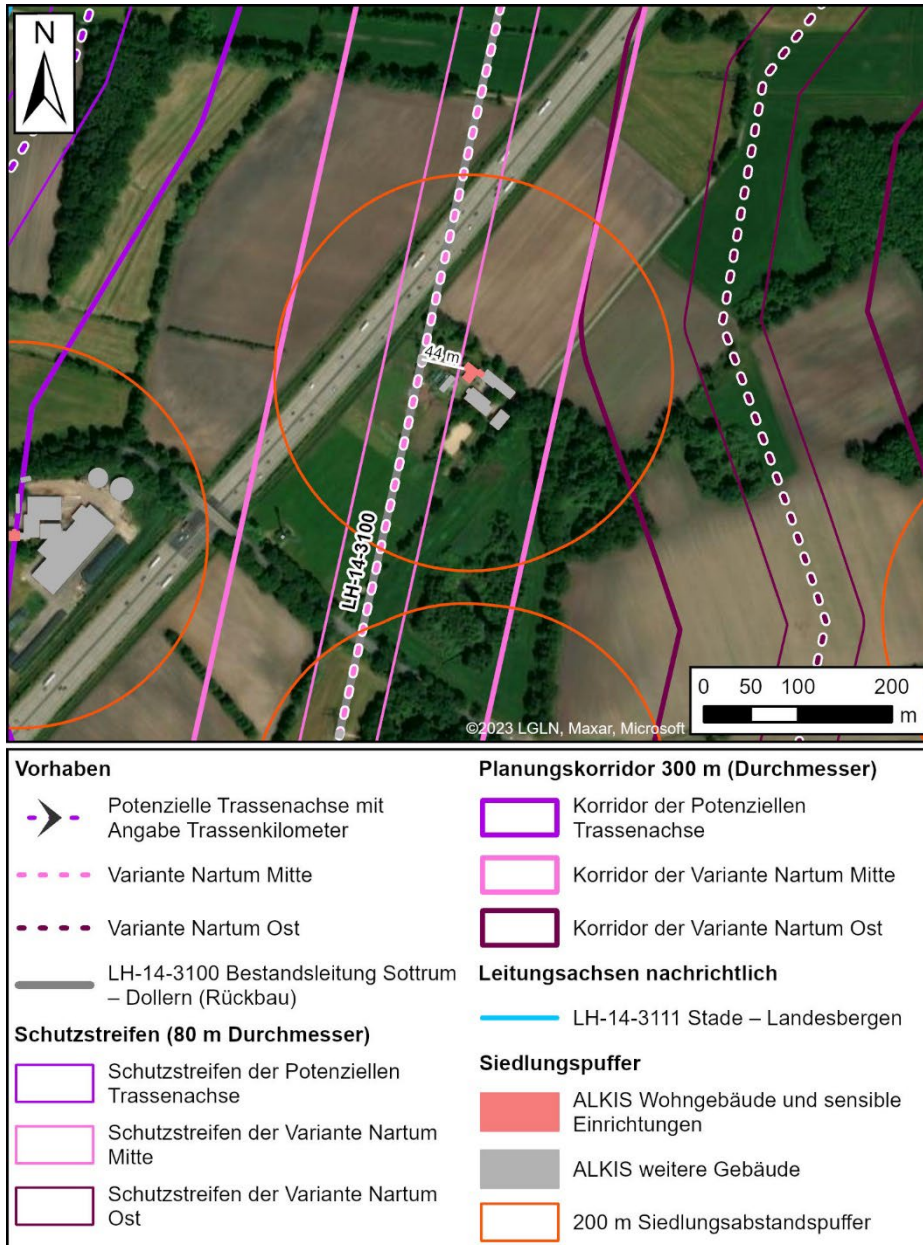 N
44 m
LH-14-3100
0 50 100 200
m
©2023 LGLN, Maxar, Microsoft
Vorhaben
Potenzielle Trassenachse mit
Angabe Trassenkilometer
Variante Nartum Mitte
Variante Nartum Ost
LH-14-3100 Bestandsleitung Sottrum
– Dollern (Rückbau)
Schutzstreifen (80 m Durchmesser)
Schutzstreifen der Potenziellen
Trassenachse
Schutzstreifen der Variante Nartum
Mitte
Schutzstreifen der Variante Nartum
Ost
Planungskorridor 300 m (Durchmesser)
Korridor der Potenziellen
Trassenachse
Korridor der Variante Nartum Mitte
Korridor der Variante Nartum Ost
Leitungsachsen nachrichtlich
LH-14-3111 Stade – Landesbergen
Siedlungspuffer
ALKIS Wohngebäude und sensible
Einrichtungen
ALKIS weitere Gebäude
200 m Siedlungsabstandspuffer